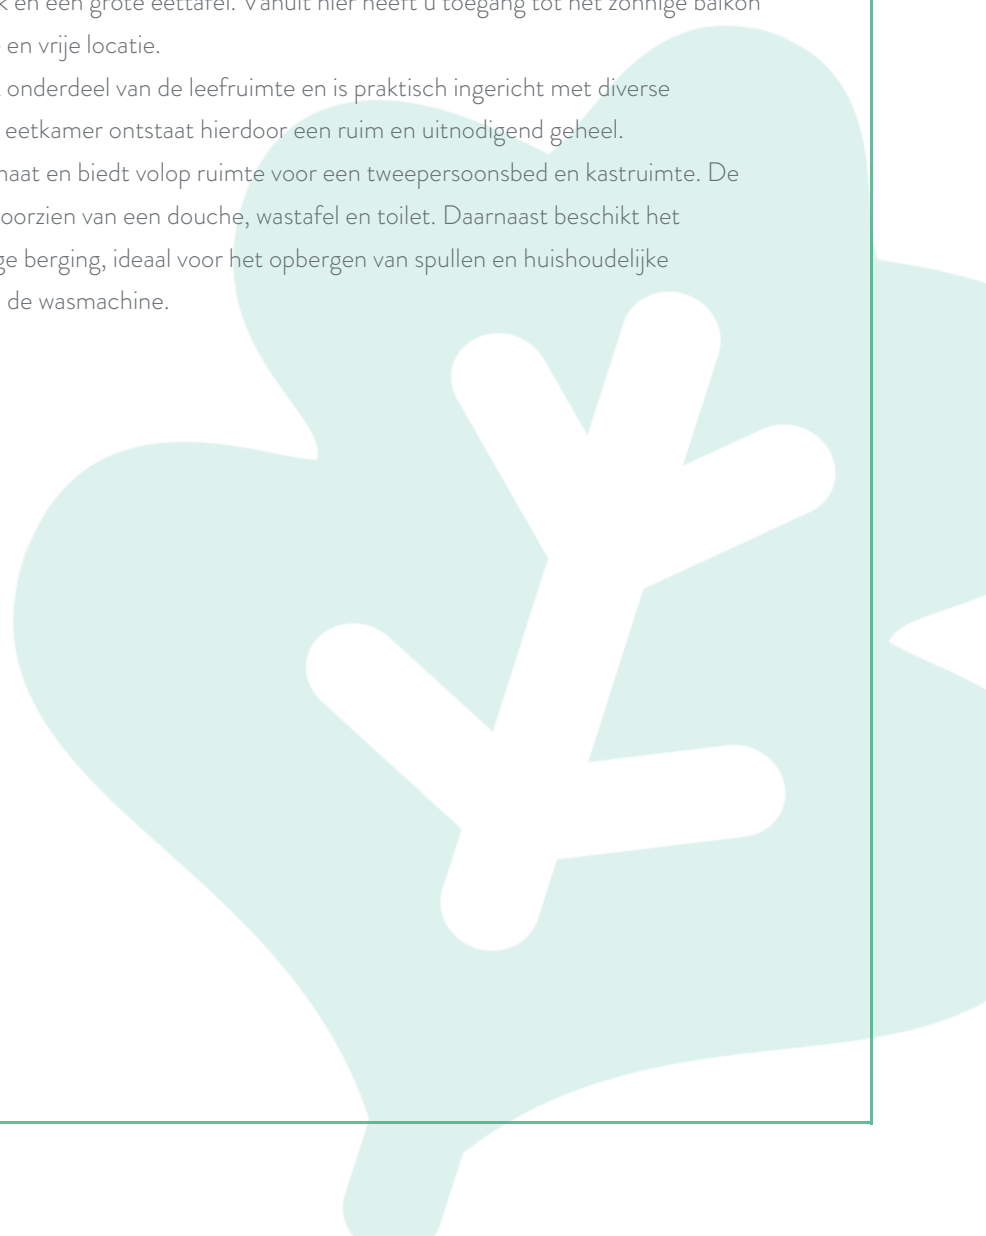 en een grote eettafel. Vanuit hier heeft u toegang tot het zonnige balkon
en vrije locatie.
onderdeel van de leefruimte en is praktisch ingericht met diverse
eetkamer ontstaat hierdoor een ruim en uitnodigend geheel.
en biedt volop ruimte voor een tweepersoonsbed en kastruimte. De
van een douche, wastafel en toilet. Daarnaast beschikt het
berging, ideaal voor het opbergen van spullen en huishoudelijke
de wasmachine.